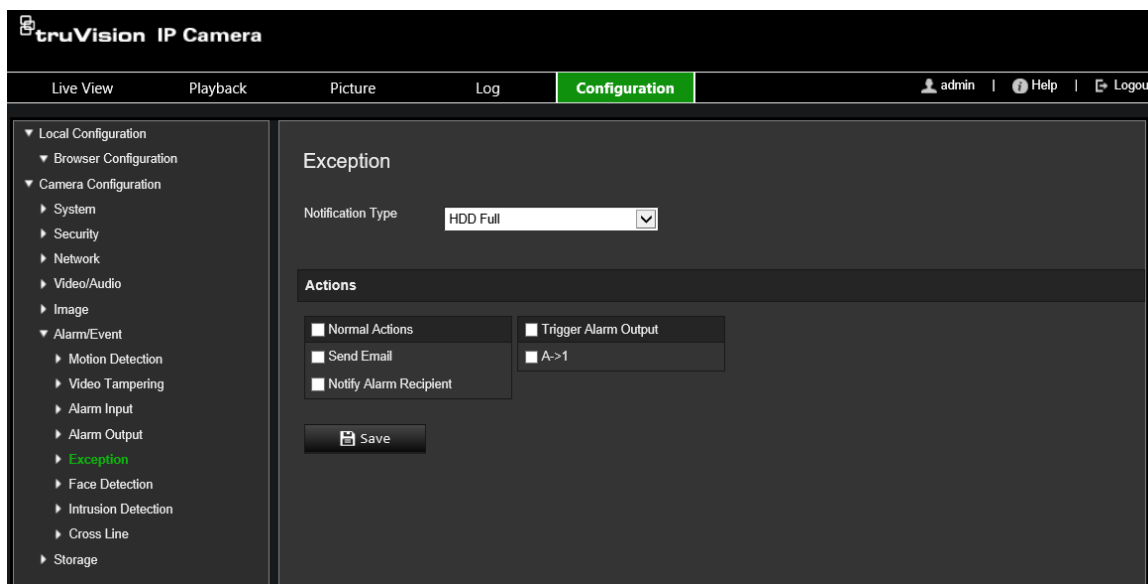 truVision IP Camera
Live View Playback Picture Log Configuration admin | Help | Logou
Local Configuration
Browser Configuration
Camera Configuration
System
Security
Network
Video/Audio
Image
Alarm/Event
Motion Detection
Video Tampering
Alarm Input
Alarm Output
Exception
Face Detection
Intrusion Detection
Cross Line
Storage
Exception
Notification Type HDD Full
Actions
Normal Actions Trigger Alarm Output
Send Email A->1
Notify Alarm Recipient
Save